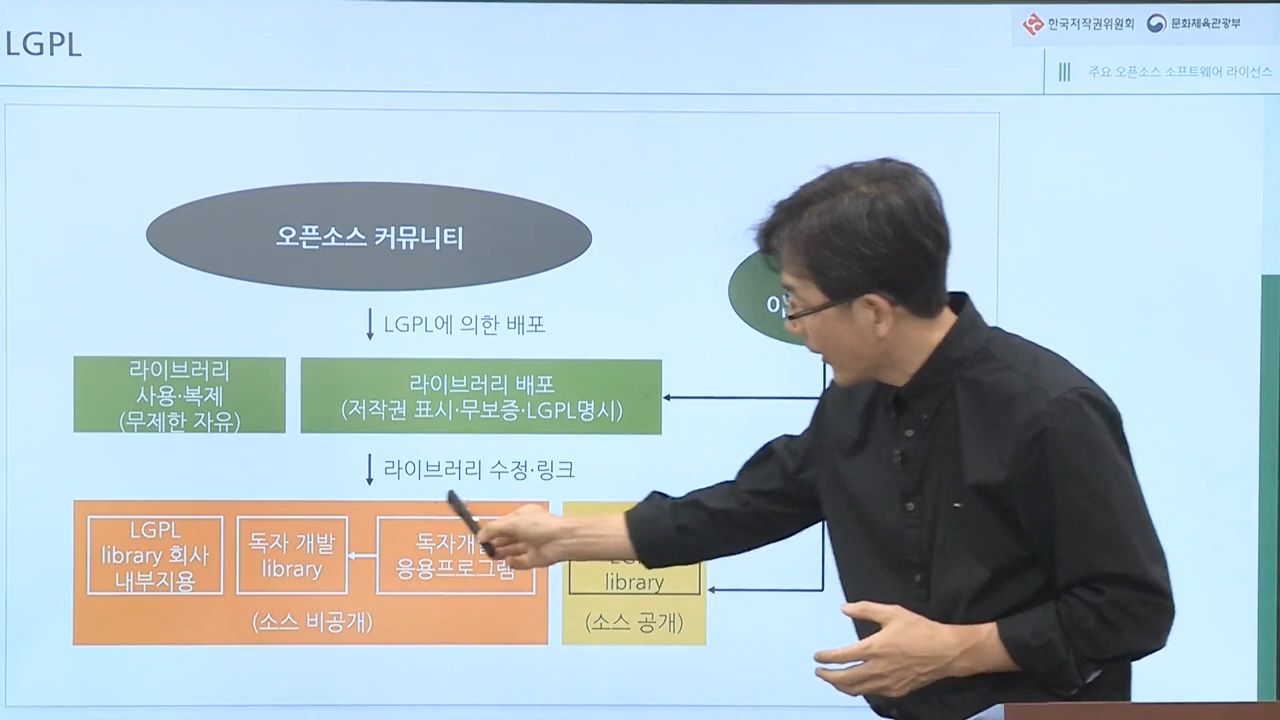 LGPL
한국저작권위원회
문화체육관광부
주요 오픈소스 소프트웨어 라이선스
오픈소스 커뮤니티
LGPL에 의한 배포
라이브러리
사용·복제
(무제한 자유)
라이브러리 배포
(저작권 표시·무보증·LGPL명시)
라이브러리 수정·링크
LGPL
library 회사
내부지용
독자 개발
library
독자개발
응용프로그램
(소스 비공개)
library
(소스 공개)